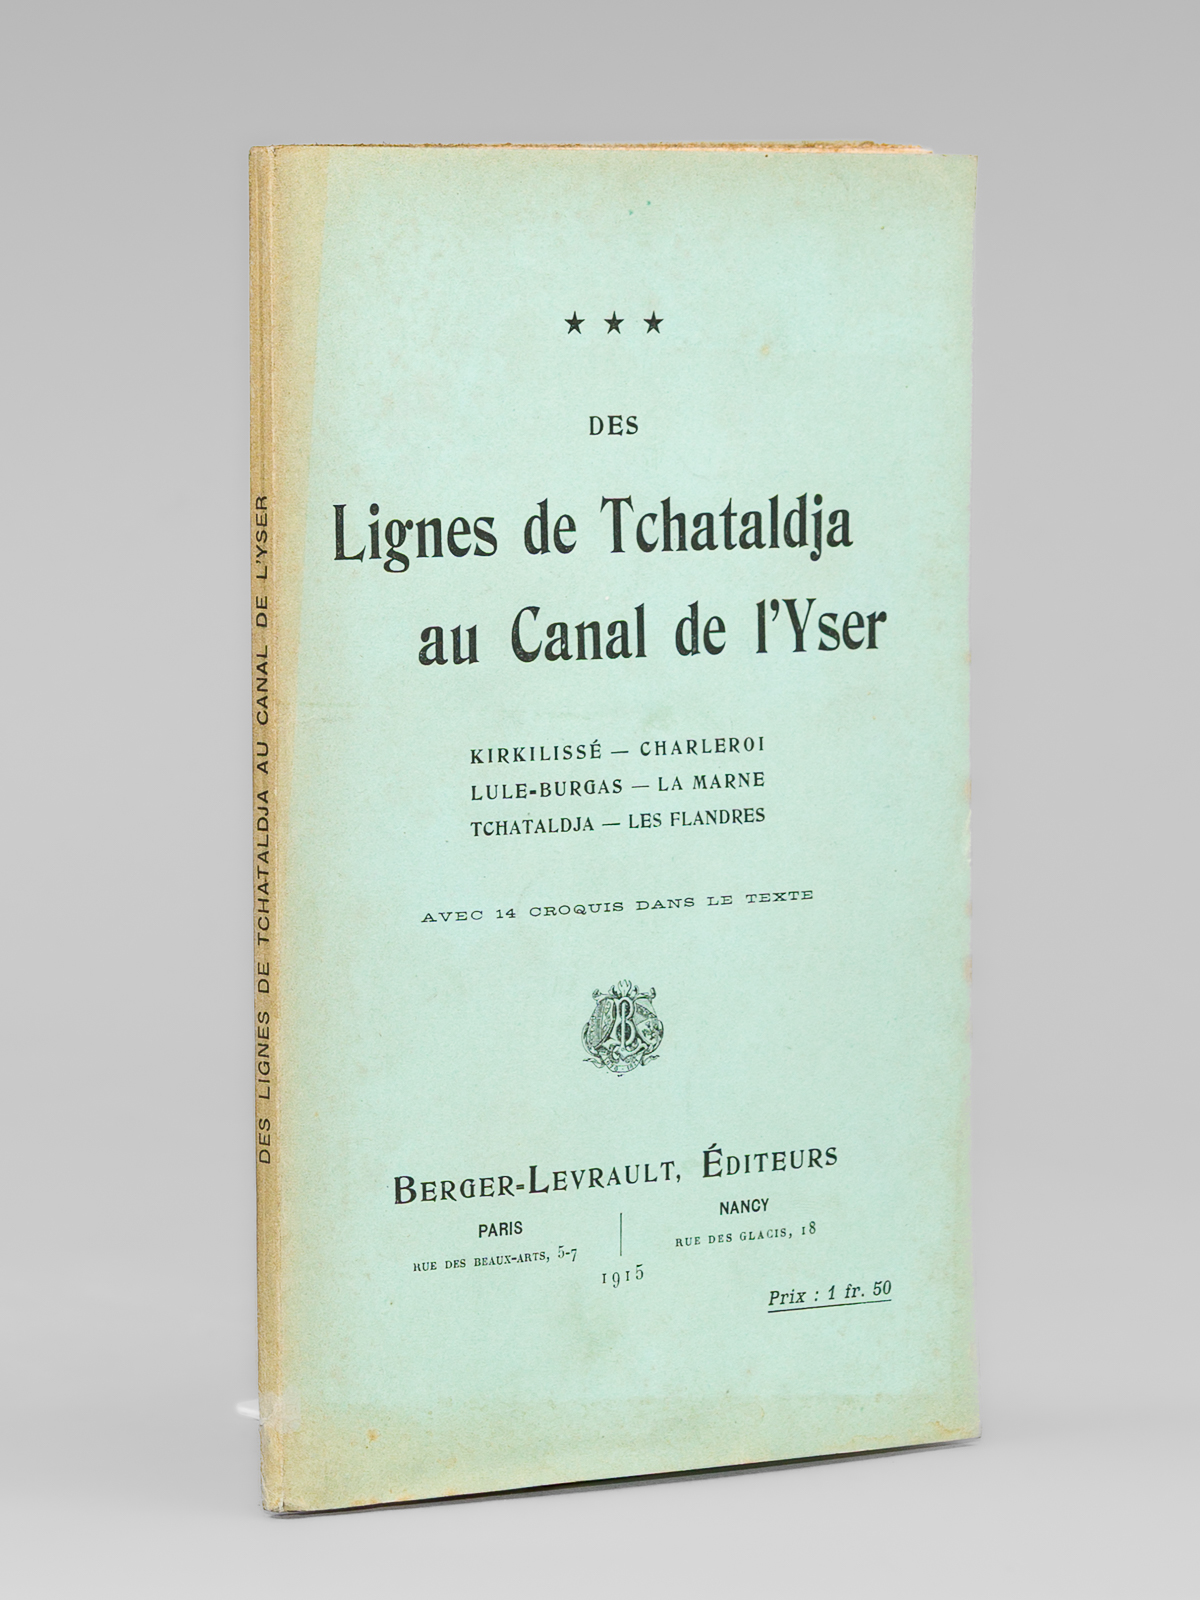 DES LIGNES DE TCHATALDJA AU CANAL DE L'YSER
★ ★ ★
DES
Lignes de Tchataldja
au Canal de l'Yser
KIRKILISSÉ — CHARLEROI
LULE-BURGAS — LA MARNE
TCHATALDJA — LES FLANDRES
AVEC 14 CROQUIS DANS LE TEXTE
BL
BERGER-LEVRAULT, ÉDITEURS
PARIS
RUE DES BEAUX-ARTS, 5-7
NANCY
RUE DES GLACIS, 18
1915
Prix : 1 fr. 50